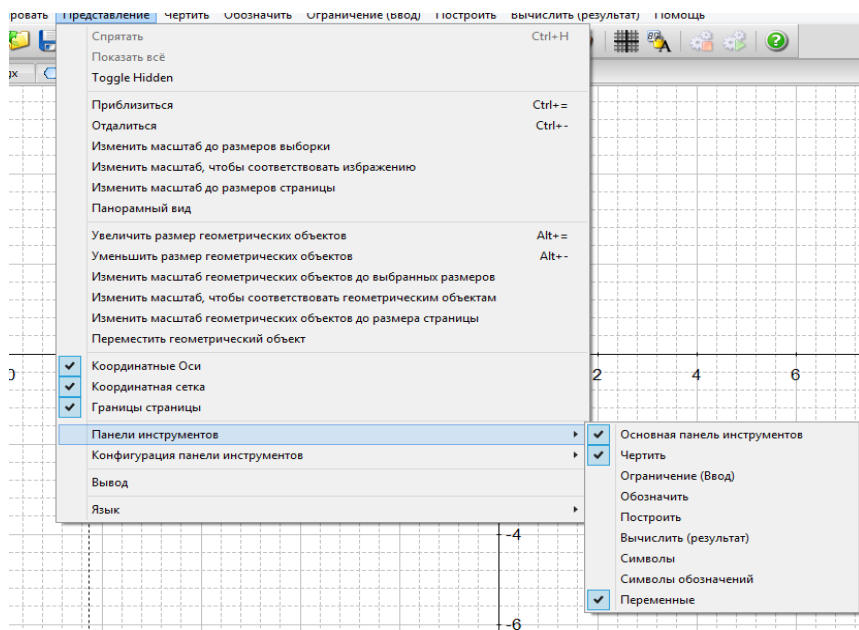 Представление Чертить Обозначить Ограничение (Ввод) Построить Вычислить (результат) Помощь
Спрятать Ctrl+H
Показать всё
Toggle Hidden
Приблизиться Ctrl+=
Отдалиться Ctrl+-
Изменить масштаб до размеров выборки
Изменить масштаб, чтобы соответствовать избражению
Изменить масштаб до размеров страницы
Панорамный вид
Увеличить размер геометрических объектов Alt+=
Уменьшить размер геометрических объектов Alt+-
Изменить масштаб геометрических объектов до выбранных размеров
Изменить масштаб, чтобы соответствовать геометрическим объектам
Изменить масштаб геометрических объектов до размера страницы
Переместить геометрический объект
Координатные Оси
2 4 6
Координатная сетка
Границы страницы
Панели инструментов
Основная панель инструментов
Конфигурация панели инструментов
Чертить
Ограничение (Ввод)
Вывод
Обозначить
Язык
Построить
-4
Вычислить (результат)
Символы
Символы обозначений
Переменные
-6